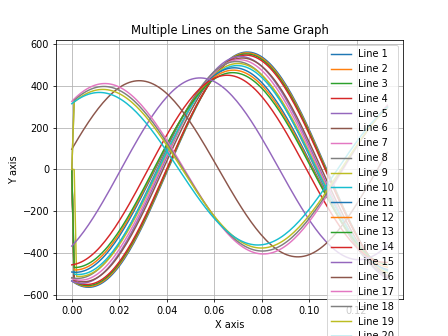 Multiple Lines on the Same Graph
600
400
200
0
−200
−400
−600
Y axis
0.00
0.02
0.04
0.06
0.08
0.10
X axis
Line 1
Line 2
Line 3
Line 4
Line 5
Line 6
Line 7
Line 8
Line 9
Line 10
Line 11
Line 12
Line 13
Line 14
Line 15
Line 16
Line 17
Line 18
Line 19
Line 20